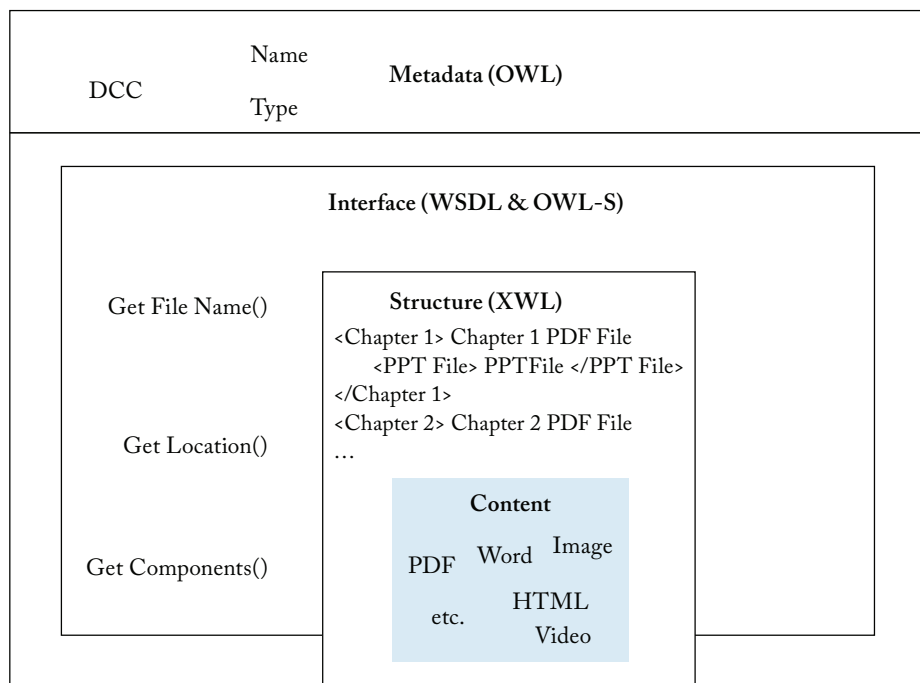 Name
Metadata (OWL)
DCC
Type
Interface (WSDL & OWL-S)
Get File Name()
Structure (XWL)
<Chapter 1> Chapter 1 PDF File
<PPT File> PPTFile </PPT File>
</Chapter 1>
<Chapter 2> Chapter 2 PDF File
Get Location()
…
Content
PDF Word Image
Get Components()
etc. HTML
Video